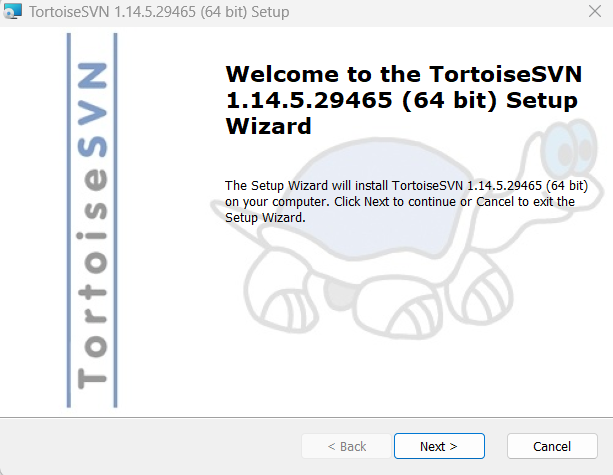 TortoiseSVN 1.14.5.29465 (64 bit) Setup
TortoiseSVN
Welcome to the TortoiseSVN
1.14.5.29465 (64 bit) Setup
Wizard
The Setup Wizard will install TortoiseSVN 1.14.5.29465 (64 bit)
on your computer. Click Next to continue or Cancel to exit the
Setup Wizard.
< Back
Next >
Cancel